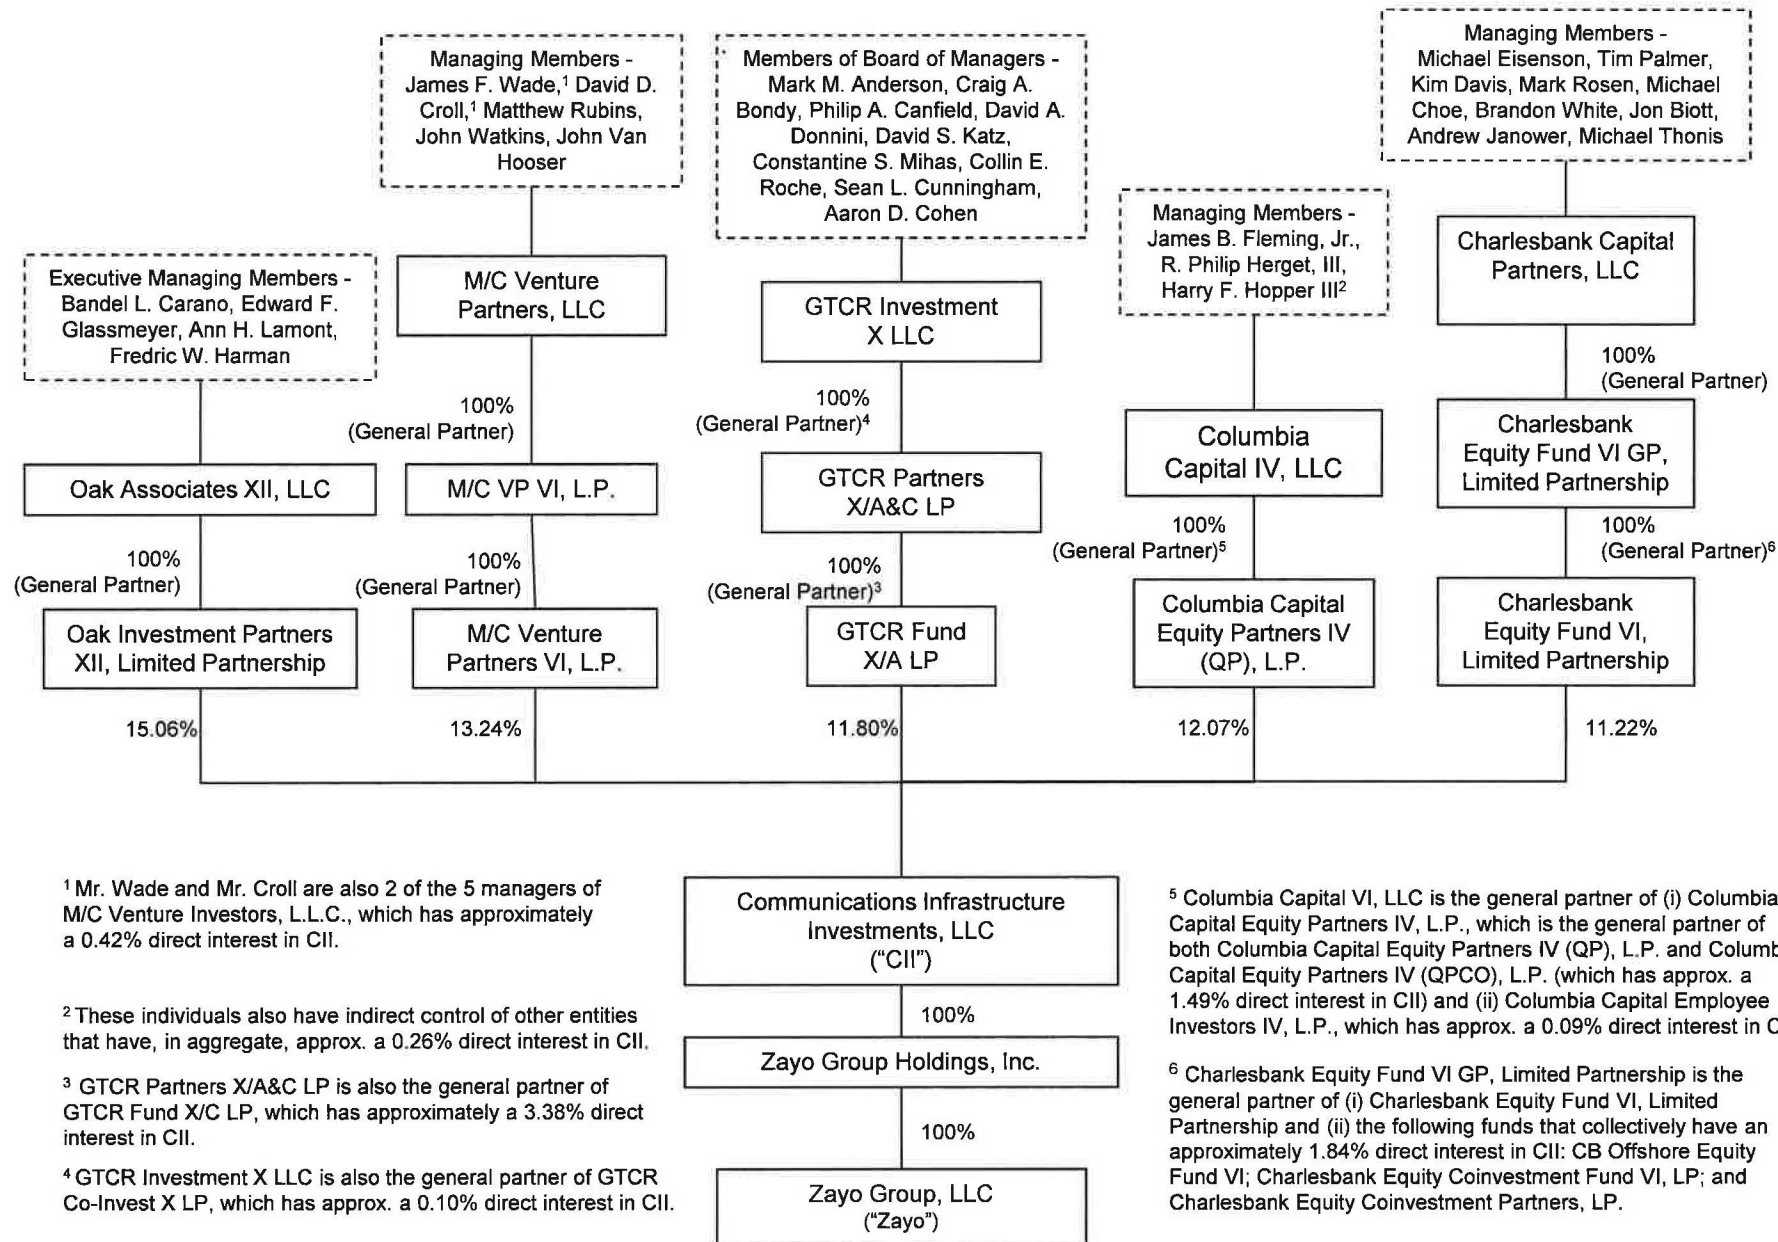 Managing Members -
James F. Wade,¹ David D.
Croll,¹ Matthew Rubins,
John Watkins, John Van
Hooser
Members of Board of Managers -
Mark M. Anderson, Craig A.
Bondy, Philip A. Canfield, David A.
Donnini, David S. Katz,
Constantine S. Mihas, Collin E.
Roche, Sean L. Cunningham,
Aaron D. Cohen
Managing Members -
Michael Eisenson, Tim Palmer,
Kim Davis, Mark Rosen, Michael
Choe, Brandon White, Jon Biott,
Andrew Janower, Michael Thonis
Executive Managing Members -
Bandel L. Carano, Edward F.
Glassmeyer, Ann H. Lamont,
Fredric W. Harman
M/C Venture
Partners, LLC
GTCR Investment
X LLC
Managing Members -
James B. Fleming, Jr.,
R. Philip Herget, III,
Harry F. Hopper III²
Charlesbank Capital
Partners, LLC
100%
(General Partner)
100%
(General Partner)⁴
100%
(General Partner)
Oak Associates XII, LLC
M/C VP VI, L.P.
GTCR Partners
X/A&C LP
Columbia
Capital IV, LLC
Charlesbank
Equity Fund VI GP,
Limited Partnership
100%
(General Partner)
100%
(General Partner)
100%
(General Partner)³
100%
(General Partner)⁵
100%
(General Partner)⁶
Oak Investment Partners
XII, Limited Partnership
M/C Venture
Partners VI, L.P.
GTCR Fund
X/A LP
Columbia Capital
Equity Partners IV
(QP), L.P.
Charlesbank
Equity Fund VI,
Limited Partnership
15.06%
13.24%
11.80%
12.07%
11.22%
Communications Infrastructure
Investments, LLC
("CII")
100%
Zayo Group Holdings, Inc.
100%
Zayo Group, LLC
("Zayo")
¹ Mr. Wade and Mr. Croll are also 2 of the 5 managers of
M/C Venture Investors, L.L.C., which has approximately
a 0.42% direct interest in CII.
² These individuals also have indirect control of other entities
that have, in aggregate, approx. a 0.26% direct interest in CII.
³ GTCR Partners X/A&C LP is also the general partner of
GTCR Fund X/C LP, which has approximately a 3.38% direct
interest in CII.
⁴ GTCR Investment X LLC is also the general partner of GTCR
Co-Invest X LP, which has approx. a 0.10% direct interest in CII.
⁵ Columbia Capital VI, LLC is the general partner of (i) Columbia
Capital Equity Partners IV, L.P., which is the general partner of
both Columbia Capital Equity Partners IV (QP), L.P. and Columb
Capital Equity Partners IV (QPCO), L.P. (which has approx. a
1.49% direct interest in CII) and (ii) Columbia Capital Employee
Investors IV, L.P., which has approx. a 0.09% direct interest in
⁶ Charlesbank Equity Fund VI GP, Limited Partnership is the
general partner of (i) Charlesbank Equity Fund VI, Limited
Partnership and (ii) the following funds that collectively have an
approximately 1.84% direct interest in CII: CB Offshore Equity
Fund VI; Charlesbank Equity Coinvestment Fund VI, LP; and
Charlesbank Equity Coinvestment Partners, LP.